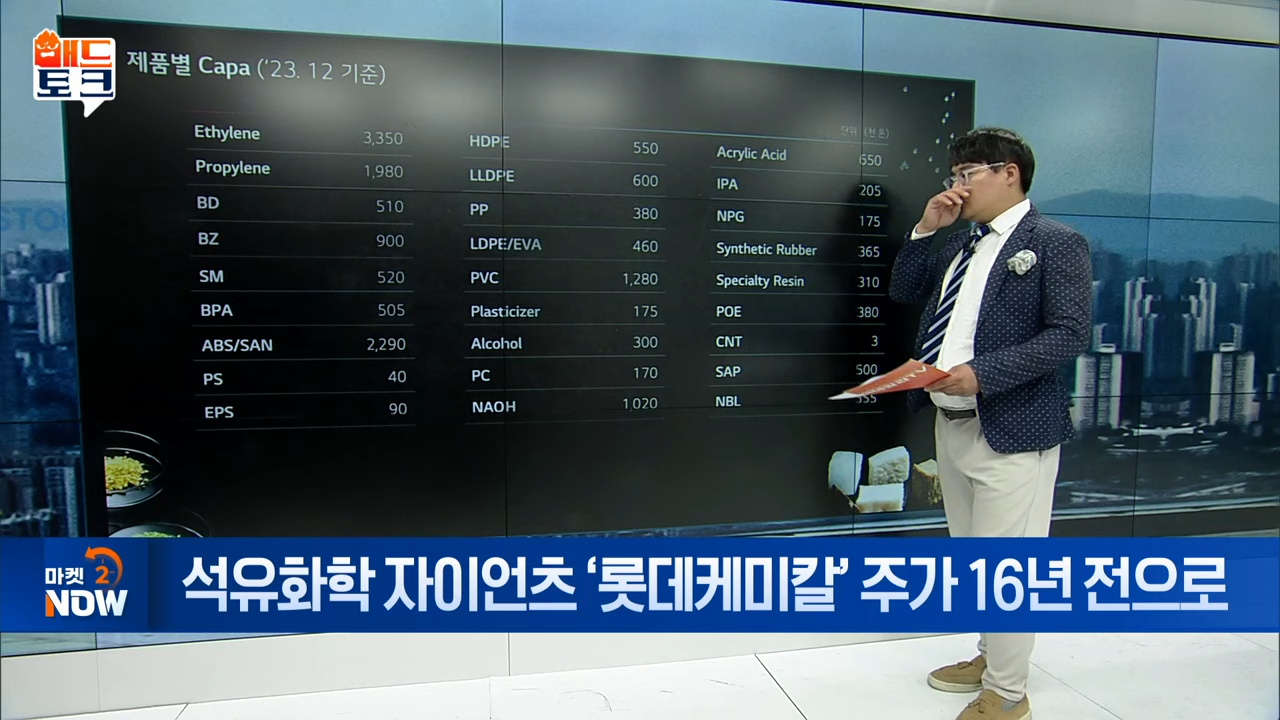 매드
토크
제품별 Capa (‘23. 12 기준)
단위 (천 톤)
Ethylene 3,350
Propylene 1,980
BD 510
BZ 900
SM 520
BPA 505
ABS/SAN 2,290
PS 40
EPS 90
HDPE 550
LLDPE 600
PP 380
LDPE/EVA 460
PVC 1,280
Plasticizer 175
Alcohol 300
PC 170
NAOH 1,020
Acrylic Acid 650
IPA 205
NPG 175
Synthetic Rubber 365
Specialty Resin 310
POE 380
CNT 3
SAP 500
NBL
마켓 2
NOW
석유화학 자이언츠 ‘롯데케미칼’ 주가 16년 전으로